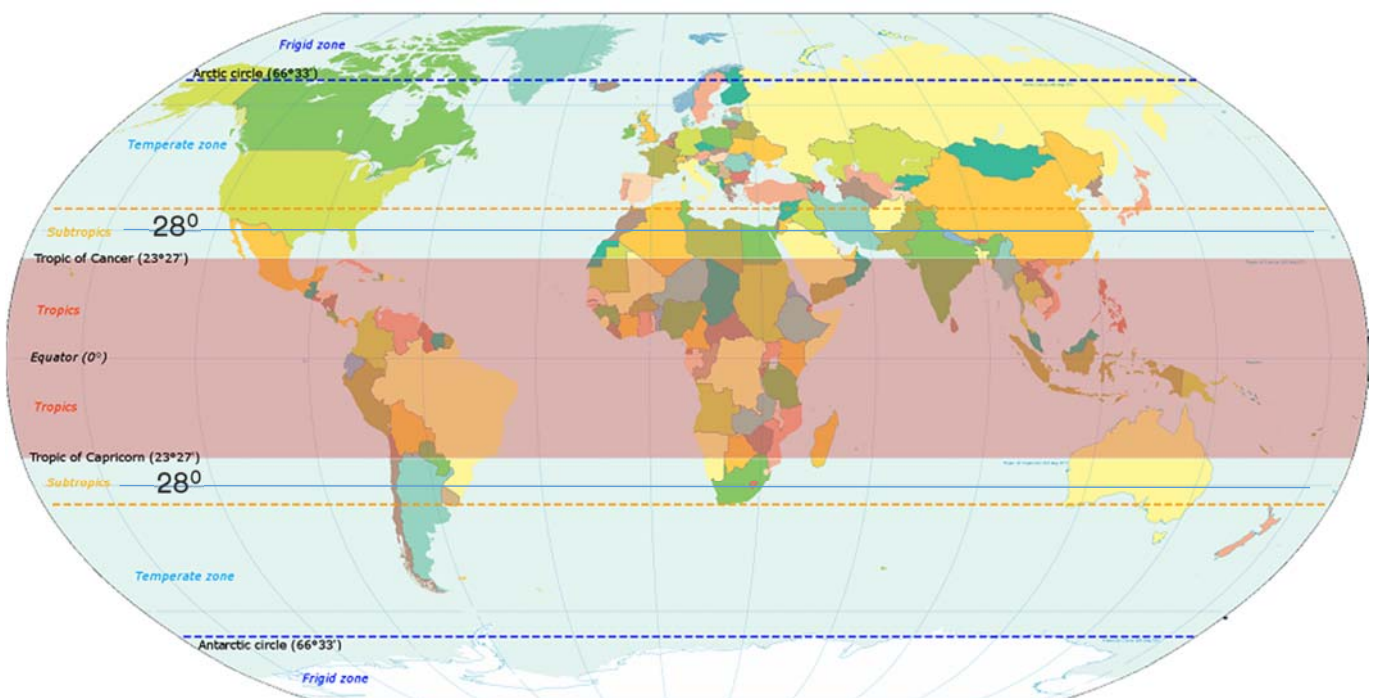 Frigid zone
Arctic circle (66°33')
Temperate zone
28⁰
Subtropics
Tropic of Cancer (23°27')
Tropics
Equator (0°)
Tropics
Tropic of Capricorn (23°27')
28⁰
Subtropics
Temperate zone
Antarctic circle (66°33')
Frigid zone